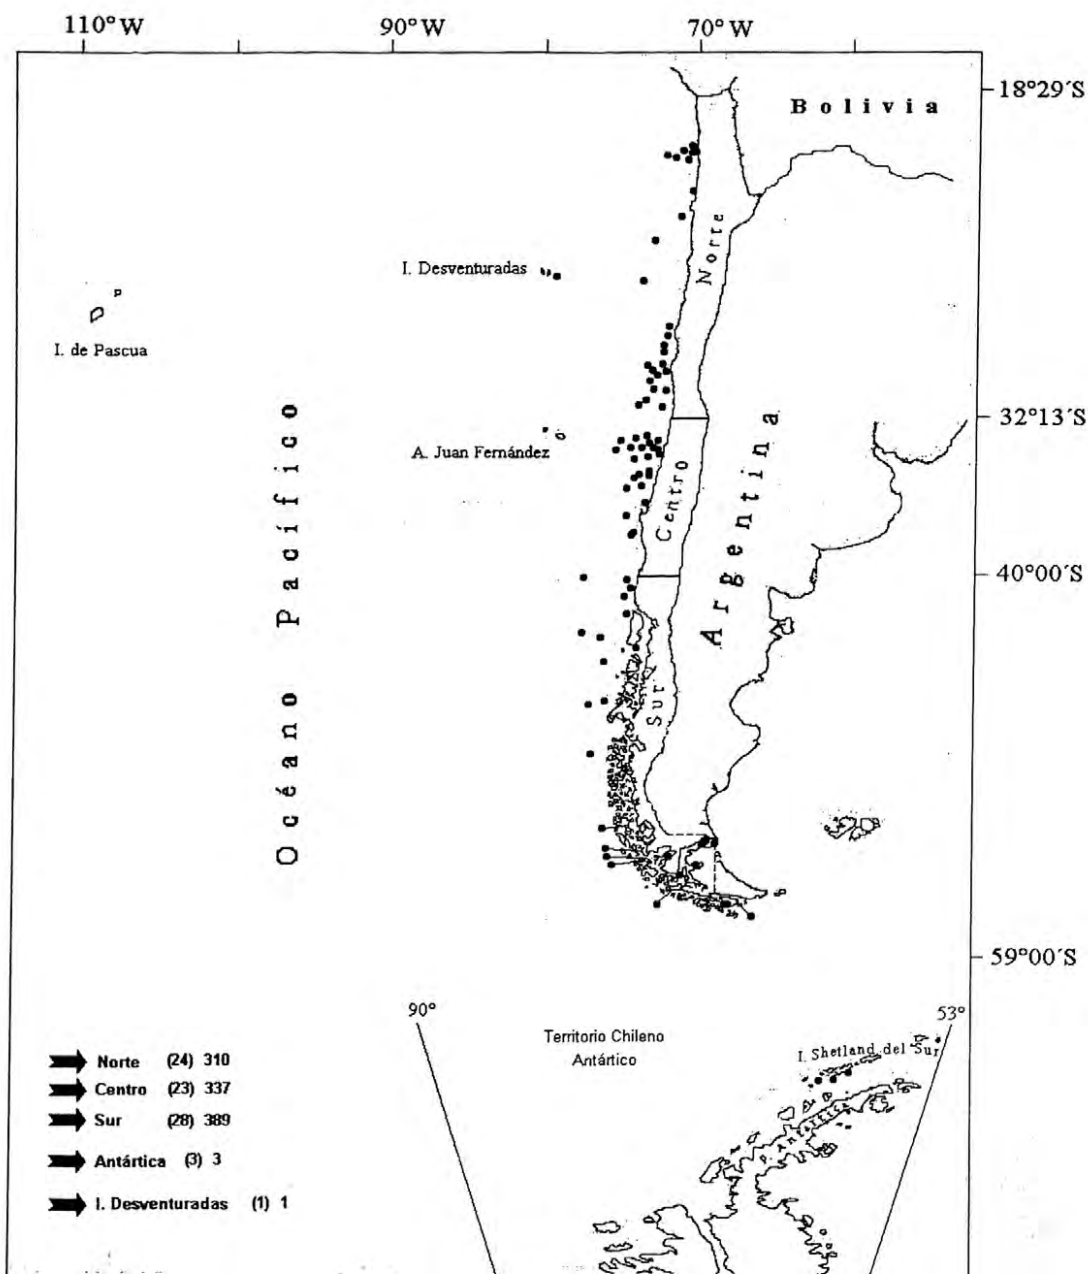 110°W 90°W 70°W
18°29´S
Bolivia
Norte
I. Desventuradas
I. de Pascua
32°13´S
A. Juan Fernández
Océano Pacífico
Centro
Argentina
40°00´S
Sur
59°00´S
90°
53°
Territorio Chileno
Antártico
I. Shetland del Sur
Norte (24) 310
Centro (23) 337
Sur (28) 389
Antártica (3) 3
I. Desventuradas (1) 1